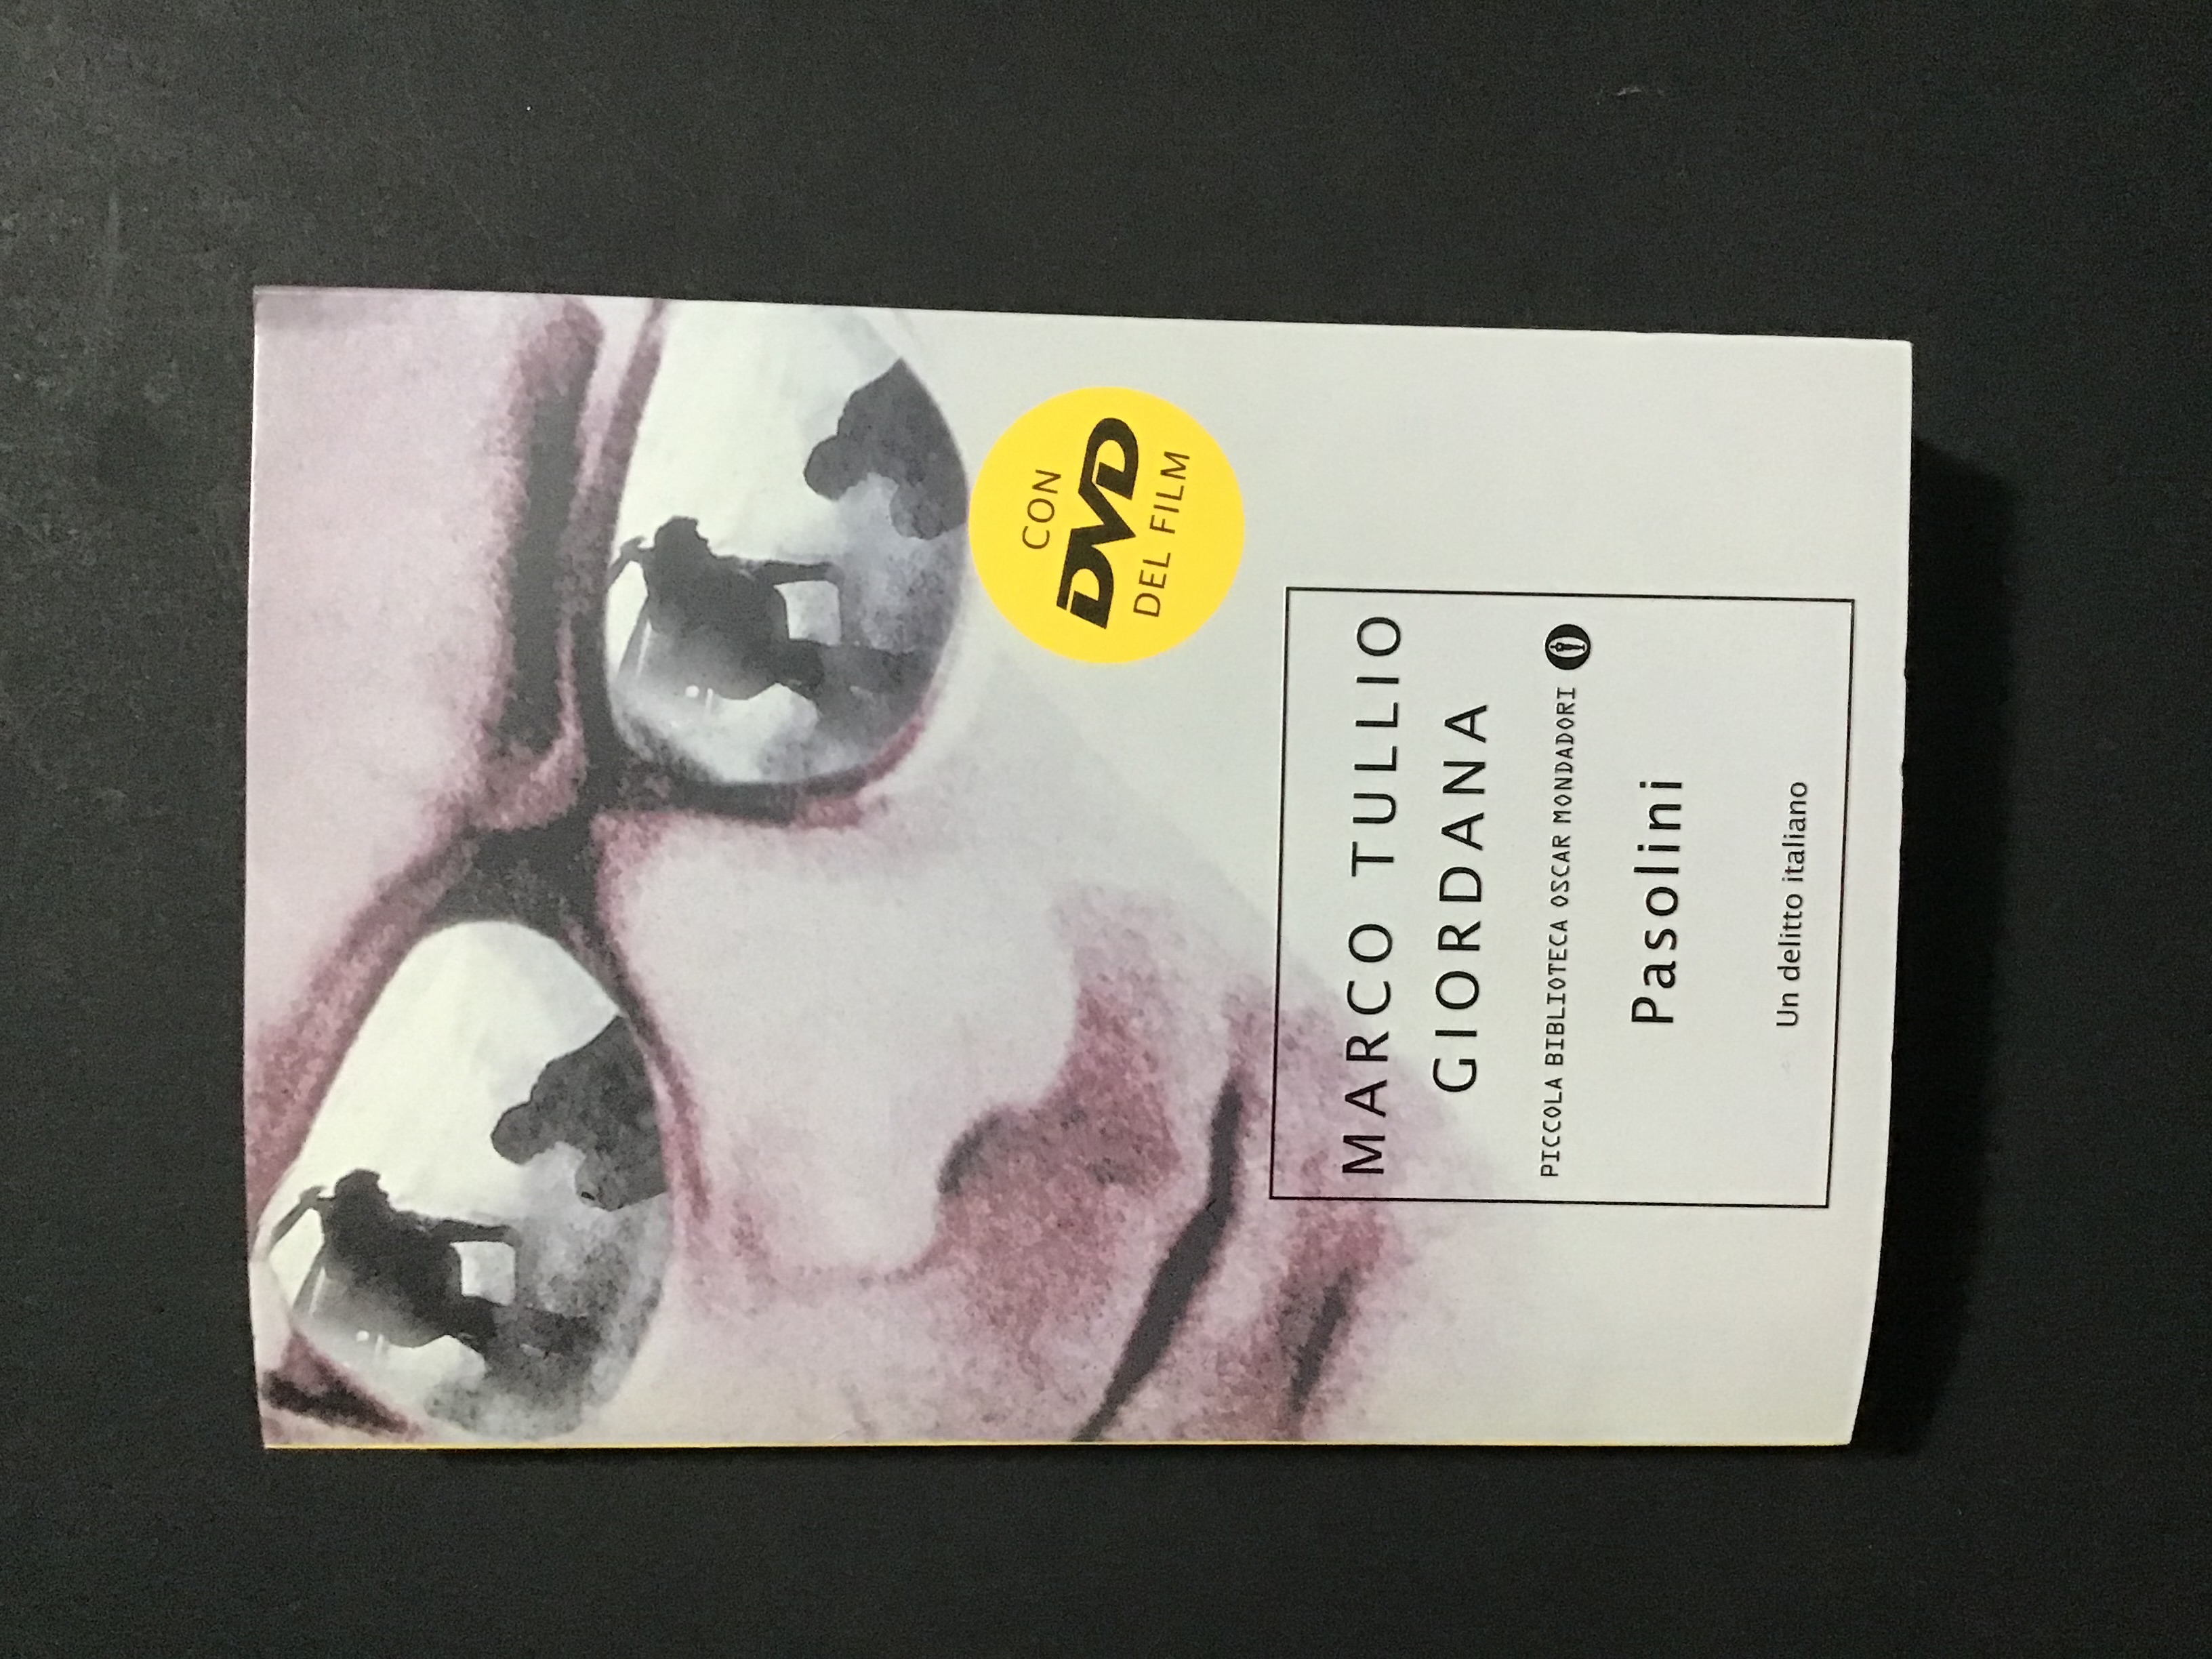 CON
DVD
DEL FILM
MARCO TULLIO
GIORDANA
PICCOLA BIBLIOTECA OSCAR MONDADORI
Pasolini
Un delitto italiano